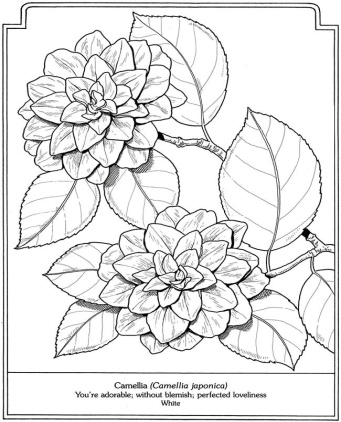 Camellia (Camellia japonica)
You're adorable; without blemish; perfected loveliness
White